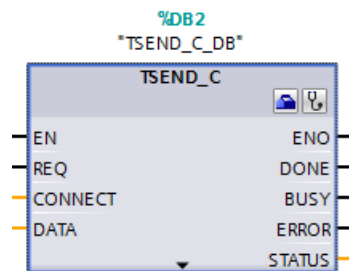 %DB2
"TSEND_C_DB"
TSEND_C
EN ENO
REQ DONE
CONNECT BUSY
DATA ERROR
STATUS